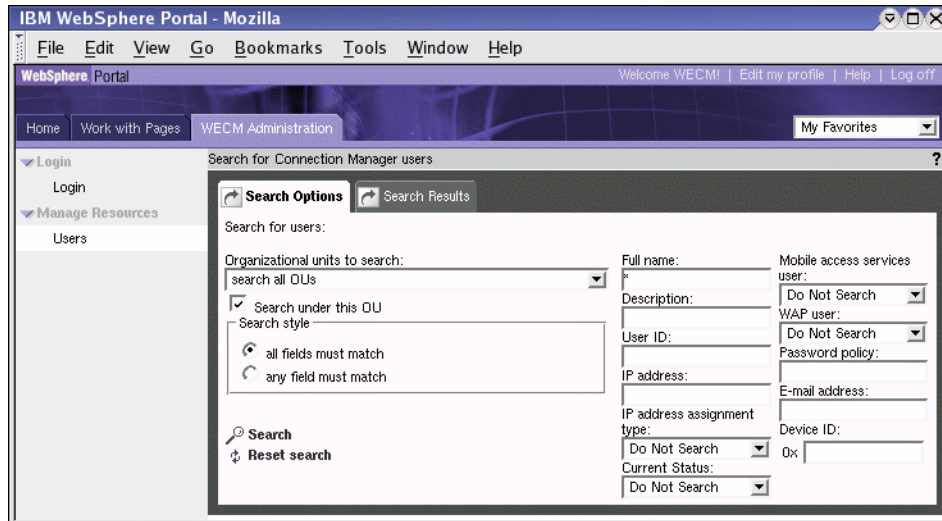 IBM WebSphere Portal - Mozilla
File Edit View Go Bookmarks Tools Window Help
WebSphere Portal
Welcome WECM! | Edit my profile | Help | Log off
Home Work with Pages WECM Administration
My Favorites
Login
Login
Manage Resources
Users
Search for Connection Manager users ?
Search Options Search Results
Search for users:
Organizational units to search:
search all OUs
Search under this OU
Search style
all fields must match
any field must match
Search
Reset search
Full name:
*
Description:
User ID:
IP address:
IP address assignment
type:
Do Not Search
Current Status:
Do Not Search
Mobile access services
user:
Do Not Search
WAP user:
Do Not Search
Password policy:
E-mail address:
Device ID:
0x